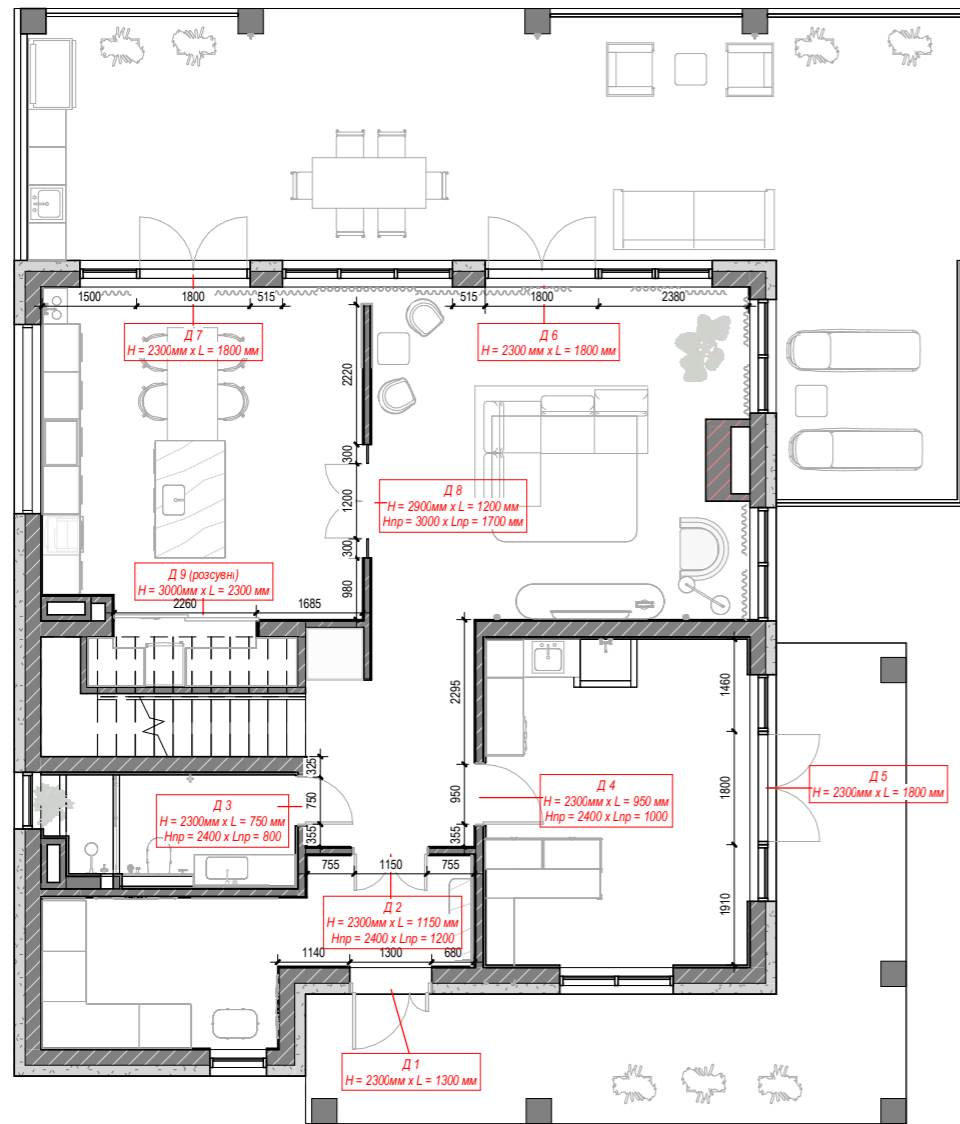 1500
1800
515
515
1800
2380
Д 7
H = 2300мм x L = 1800 мм
Д 6
H = 2300 мм x L = 1800 мм
2220
300
1200
300
980
Д 8
H = 2900мм x L = 1200 мм
Hпр = 3000 x Lпр = 1700 мм
Д 9 (розсувні)
H = 3000мм x L = 2300 мм
2260
1685
2295
1460
325
750
355
950
355
1800
1910
Д 3
H = 2300мм x L = 750 мм
Hпр = 2400 x Lпр = 800
Д 4
H = 2300мм x L = 950 мм
Hпр = 2400 x Lпр = 1000
Д 5
H = 2300мм x L = 1800 мм
755
1150
755
Д 2
H = 2300мм x L = 1150 мм
Hпр = 2400 x Lпр = 1200
1140
1300
680
Д 1
H = 2300мм x L = 1300 мм